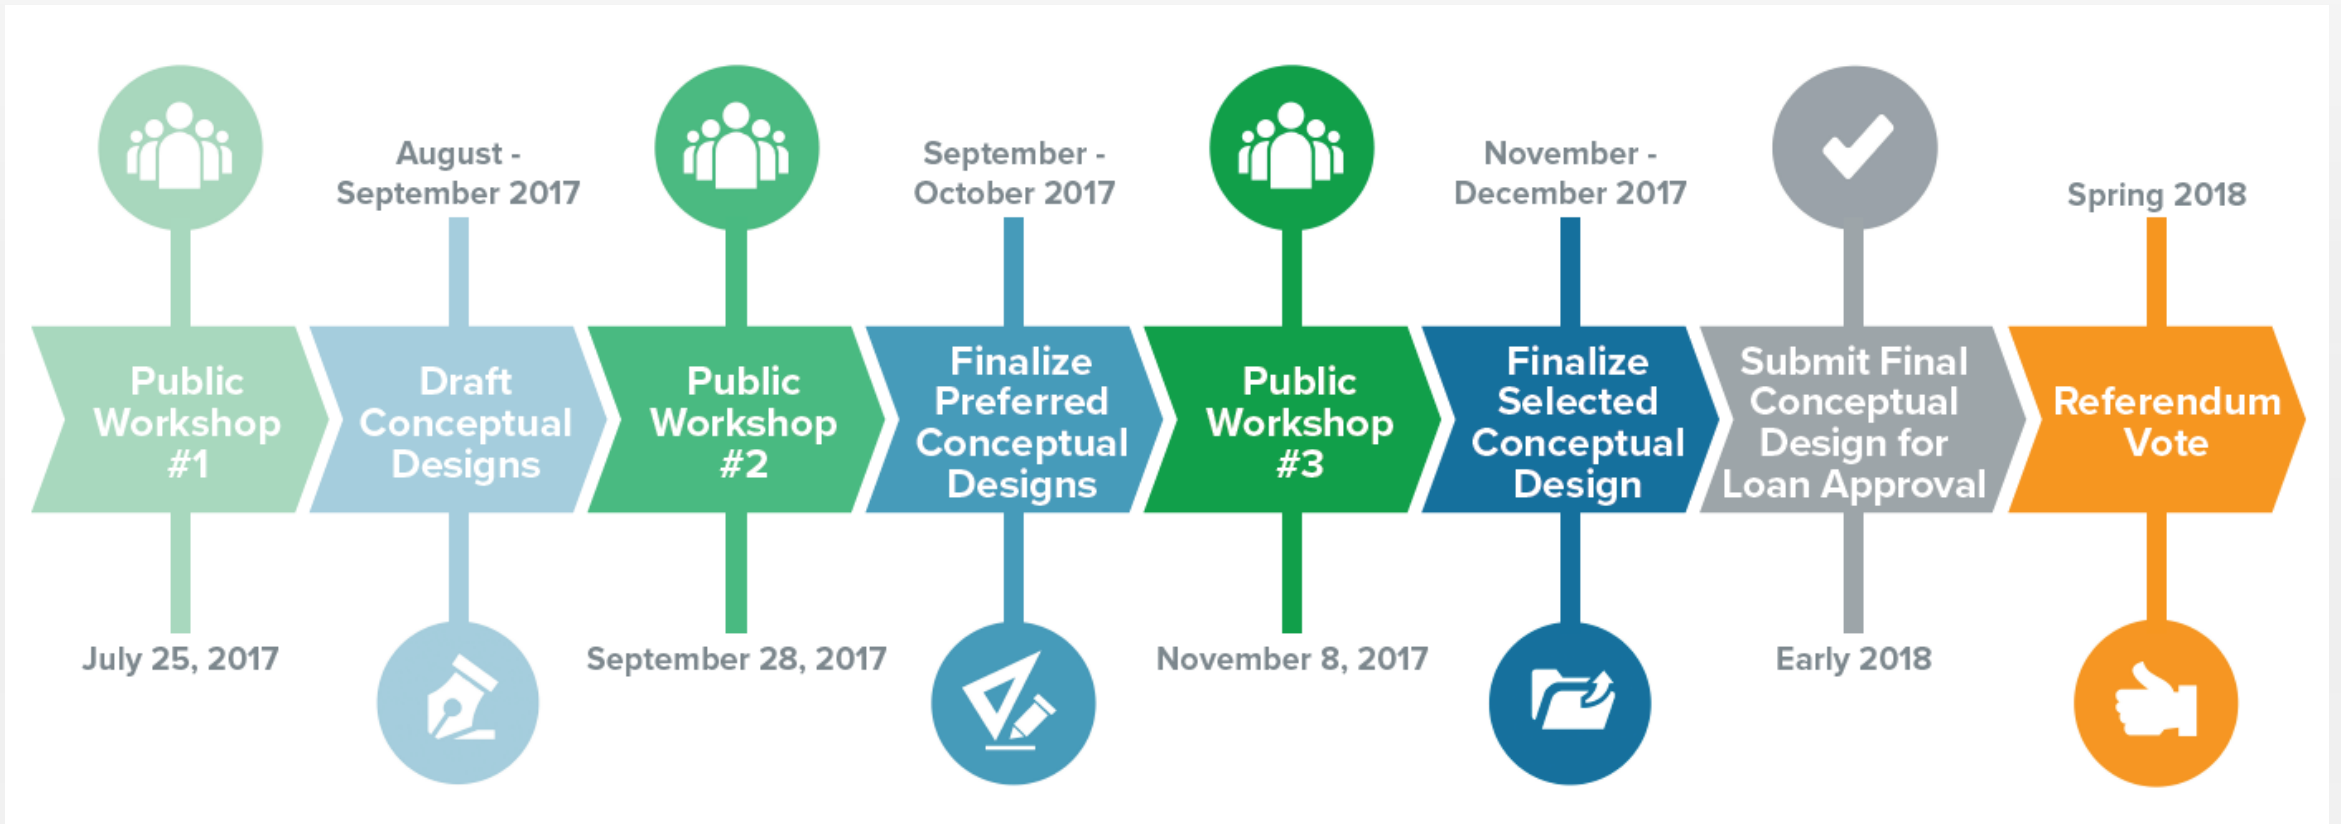 Public
Workshop
#1
July 25, 2017
August -
September 2017
Draft
Conceptual
Designs
Public
Workshop
#2
September 28, 2017
September -
October 2017
Finalize
Preferred
Conceptual
Designs
Public
Workshop
#3
November 8, 2017
November -
December 2017
Finalize
Selected
Conceptual
Design
Submit Final
Conceptual
Design for
Loan Approval
Early 2018
Spring 2018
Referendum
Vote